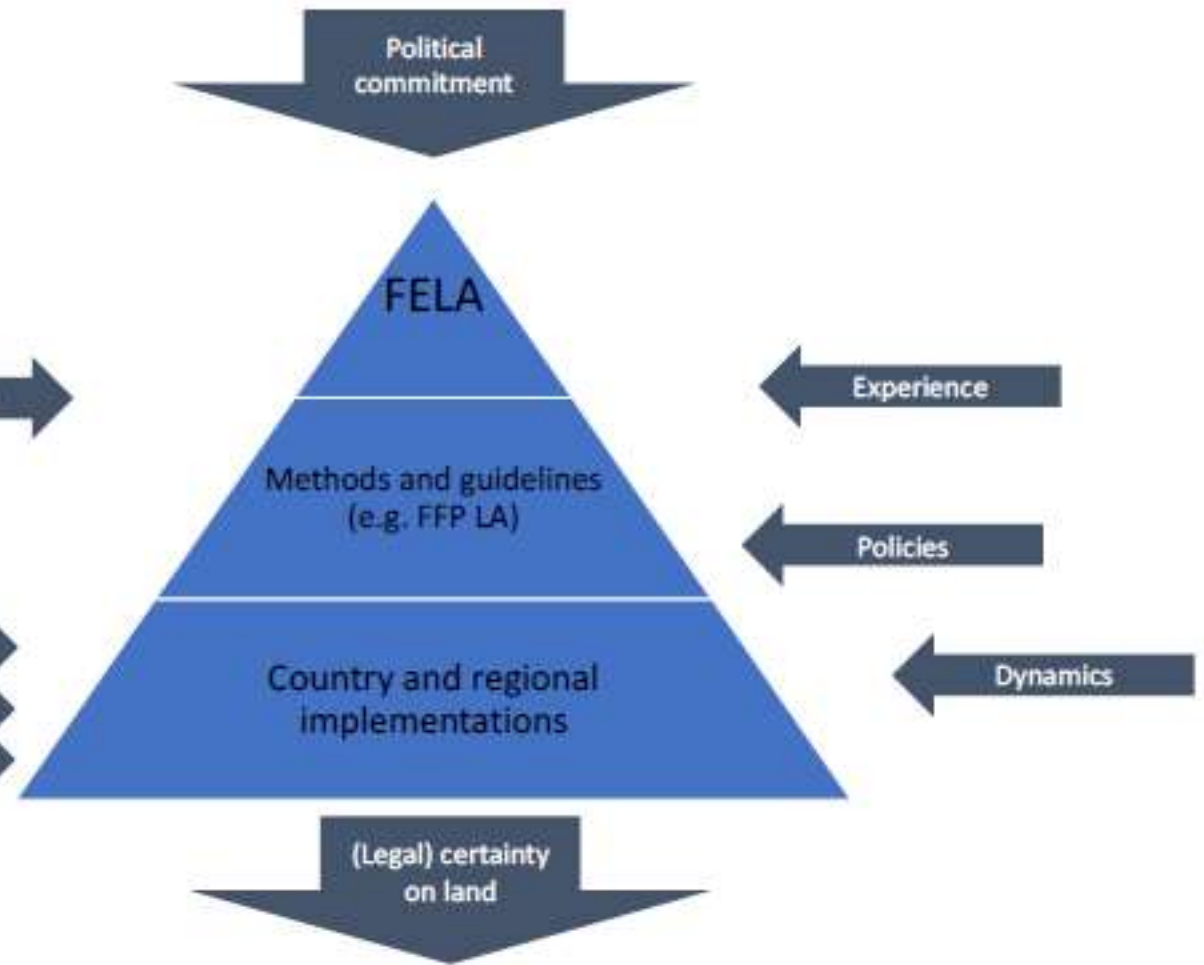 Political
commitment
FELA
Experience
Methods and guidelines
(e.g. FFP LA)
Policies
Country and regional
implementations
Dynamics
(Legal) certainty
on land